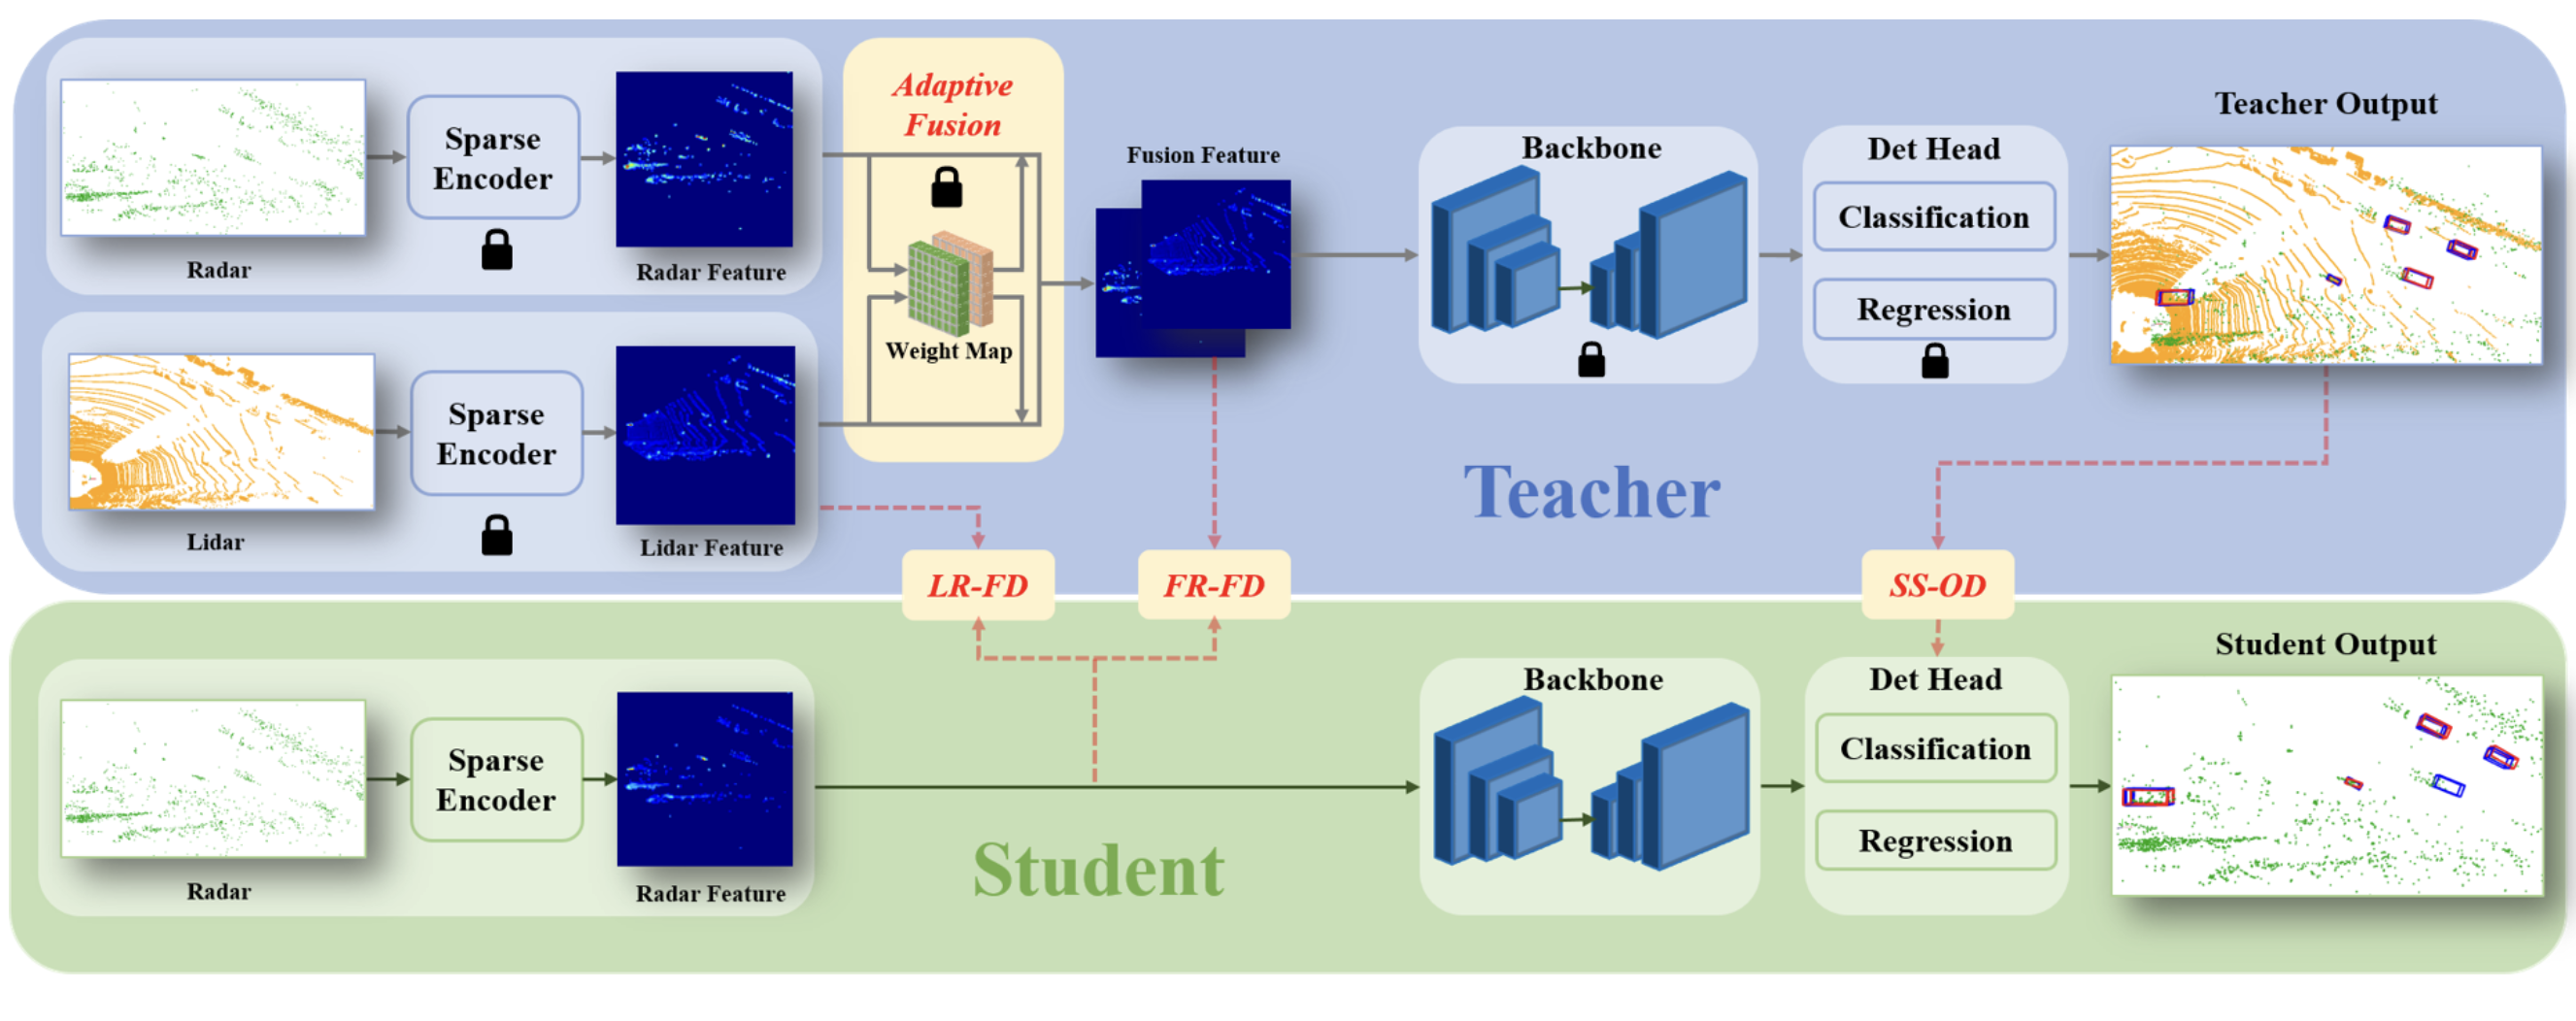 Adaptive
Fusion
Sparse
Encoder
Radar
Radar Feature
Weight Map
Fusion Feature
Backbone
Det Head
Classification
Regression
Teacher Output
Sparse
Encoder
Lidar
Lidar Feature
Teacher
LR-FD
FR-FD
SS-OD
Sparse
Encoder
Radar
Radar Feature
Student
Backbone
Det Head
Classification
Regression
Student Output